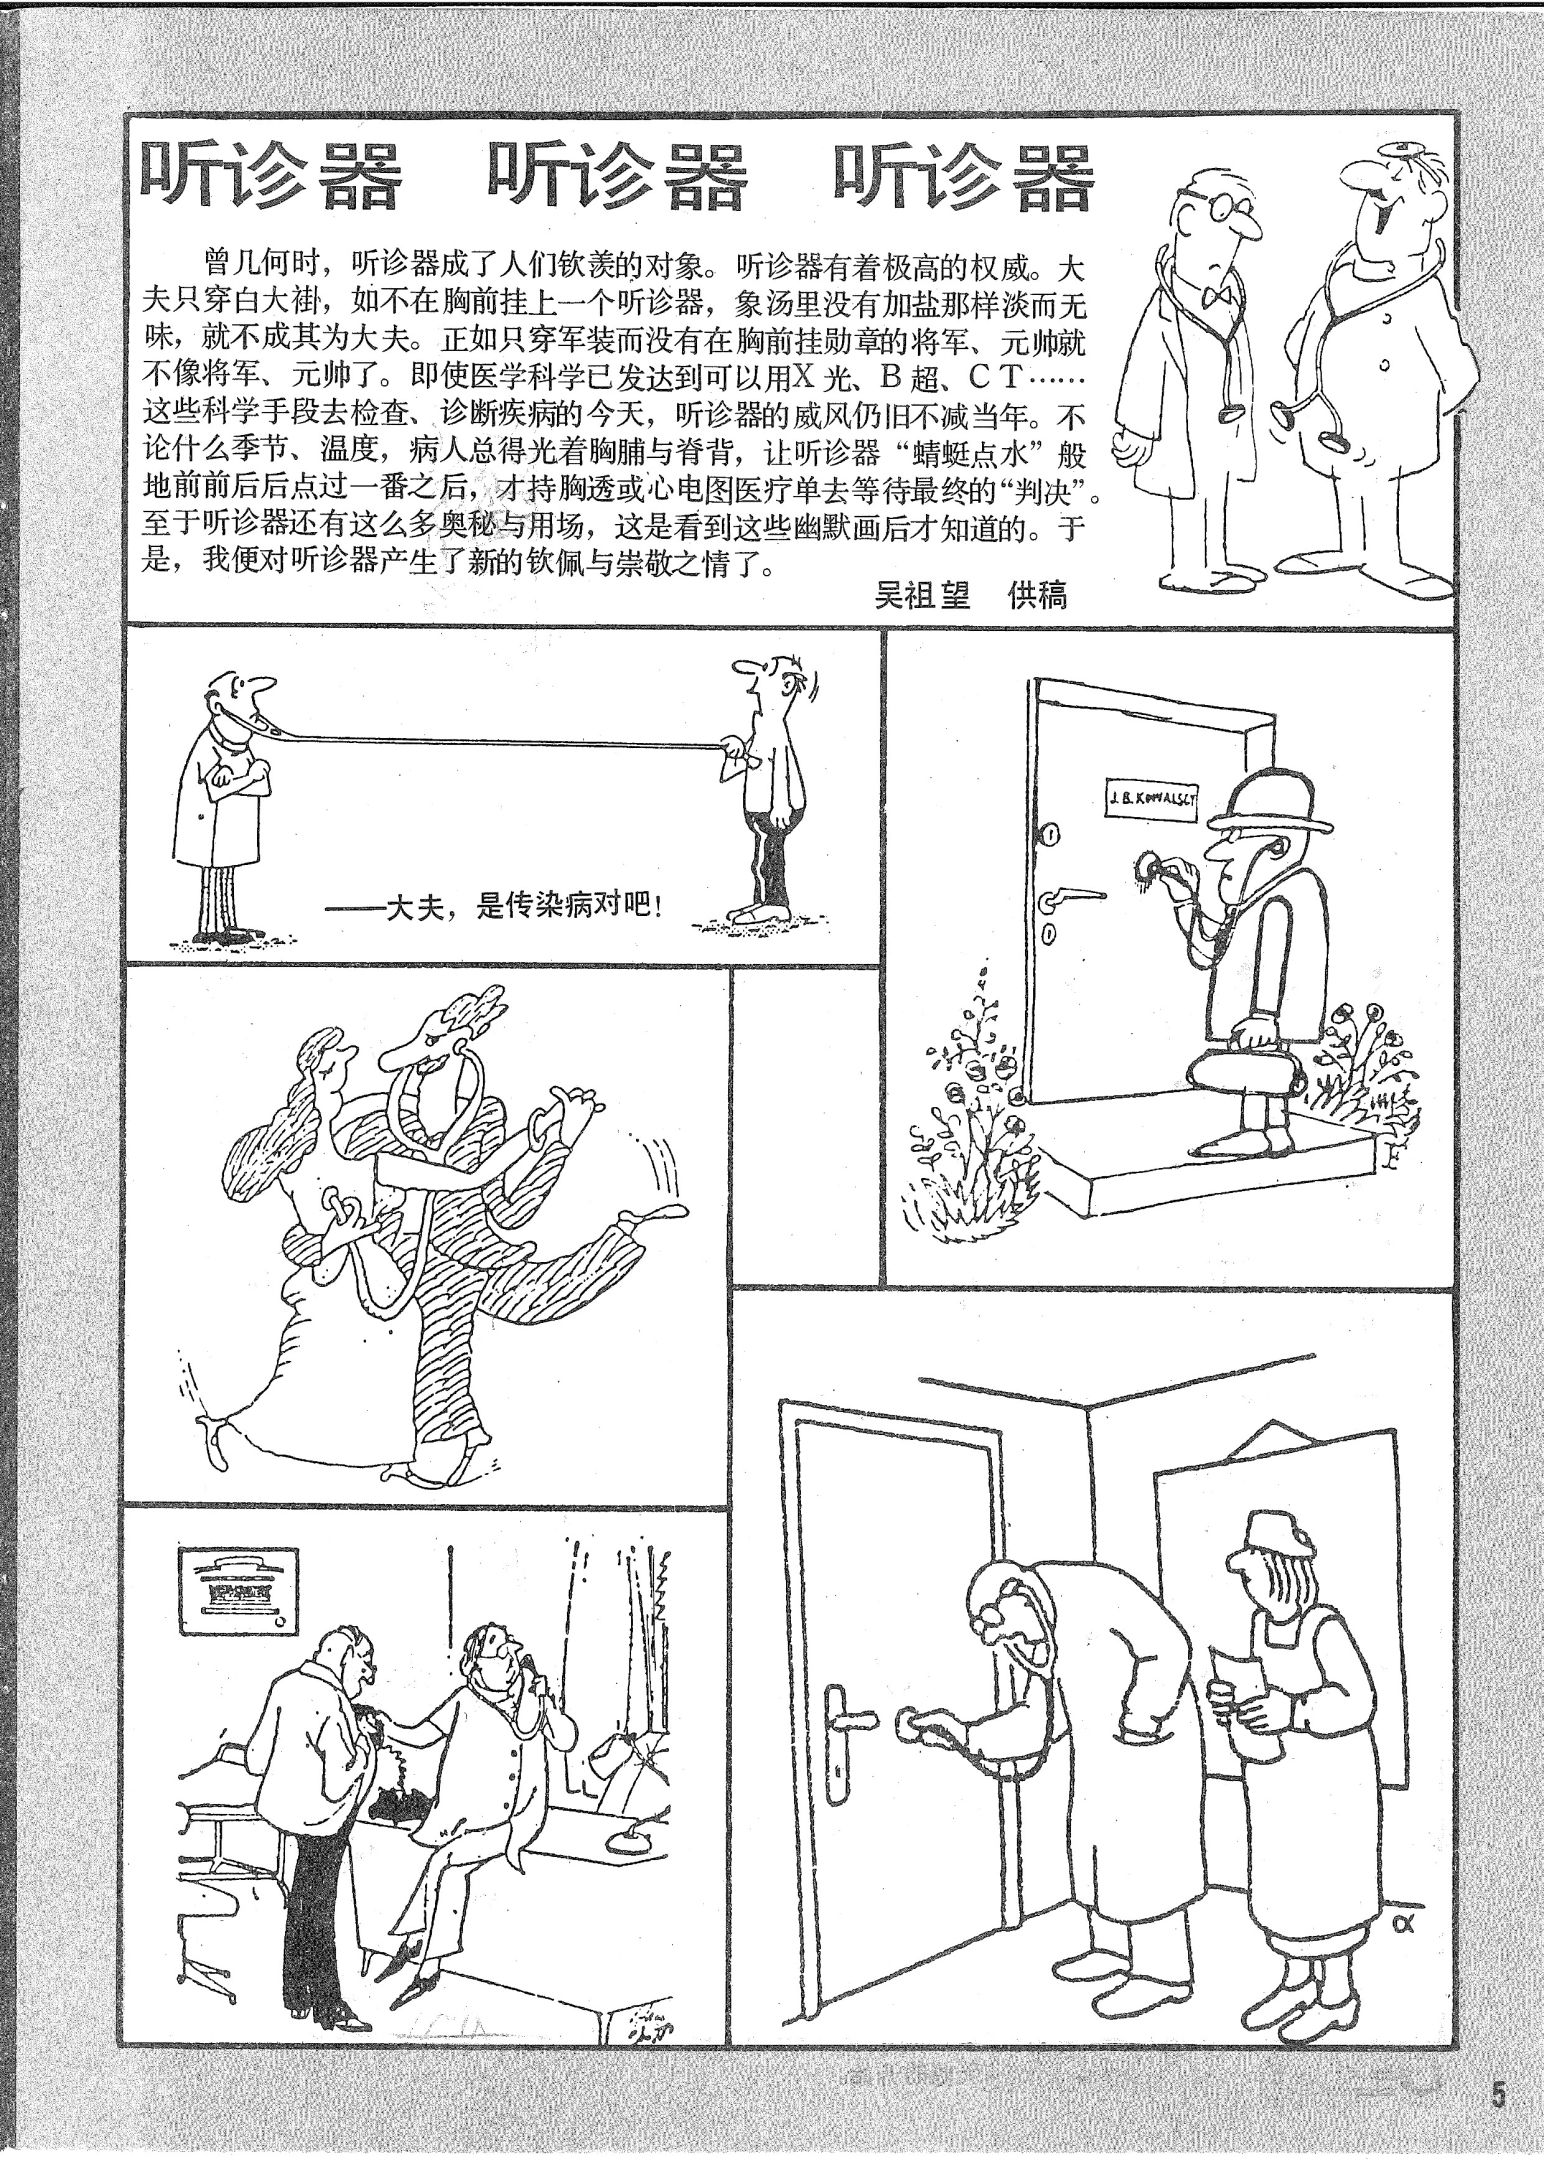 听诊器 听诊器 听诊器
曾几何时，听诊器成了人们钦羡的对象。听诊器有着极高的权威。大
夫只穿白大褂，如不在胸前挂上一个听诊器，象汤里没有加盐那样淡而无
味，就不成其为大夫。正如只穿军装而没有在胸前挂勋章的将军、元帅就
不像将军、元帅了。即使医学科学已发达到可以用X光、B超、CT……
这些科学手段去检查、诊断疾病的今天，听诊器的威风仍旧不减当年。不
论什么季节、温度，病人总得光着胸脯与脊背，让听诊器“蜻蜓点水”般
地前前后后点过一番之后，才持胸透或心电图医疗单去等待最终的“判决”。
至于听诊器还有这么多奥秘与用场，这是看到这些幽默画后才知道的。于
是，我便对听诊器产生了新的钦佩与崇敬之情了。
吴祖望 供稿
——大夫，是传染病对吧！
J.B.KOWALSCY
α
5